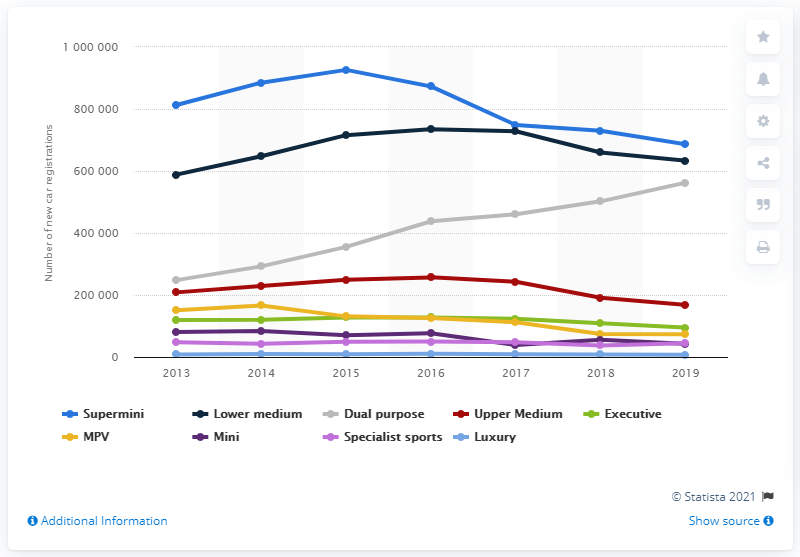 1 000 000
800 000
600 000
400 000
200 000
0
Number of new car registrations
2013 2014 2015 2016 2017 2018 2019
Supermini Lower medium Dual purpose Upper Medium Executive
MPV Mini Specialist sports Luxury
© Statista 2021
Additional Information Show source